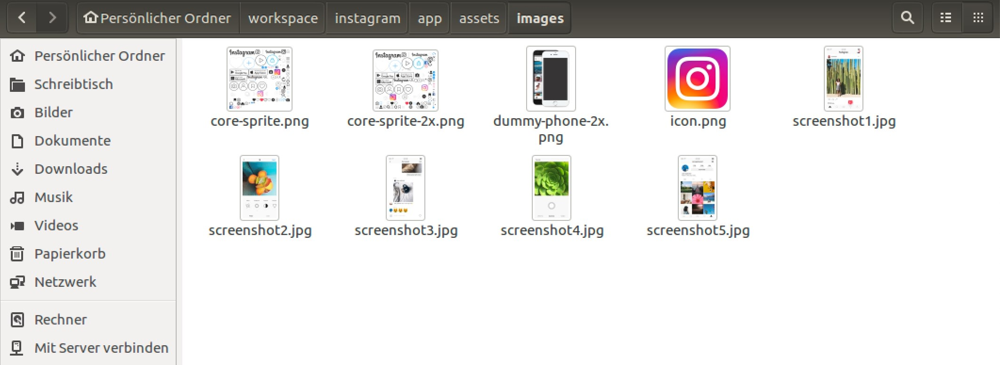 Persönlicher Ordner workspace instagram app assets images
Persönlicher Ordner
Schreibtisch
Bilder
Dokumente
Downloads
Musik
Videos
Papierkorb
Netzwerk
Rechner
Mit Server verbinden
Instagram
Instagram
core-sprite.png core-sprite-2x.png dummy-phone-2x.png icon.png screenshot1.jpg
screenshot2.jpg screenshot3.jpg screenshot4.jpg screenshot5.jpg